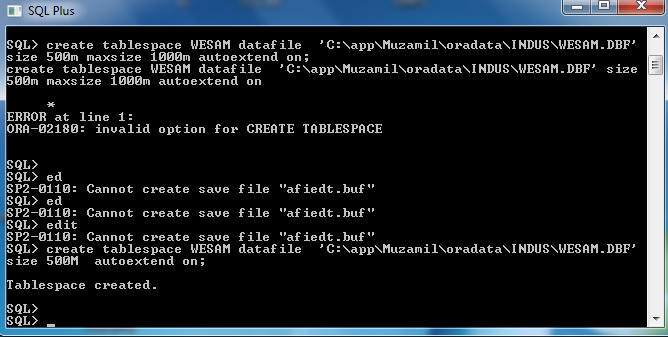 SQL Plus
SQL> create tablespace WESAM datafile  'C:\app\Muzamil\oradata\INDUS\WESAM.DBF'
size 500m maxsize 1000m autoextend on;
create tablespace WESAM datafile  'C:\app\Muzamil\oradata\INDUS\WESAM.DBF' size
500m maxsize 1000m autoextend on
*
ERROR at line 1:
ORA-02180: invalid option for CREATE TABLESPACE
SQL>
SQL> ed
SP2-0110: Cannot create save file "afiedt.buf"
SQL> ed
SP2-0110: Cannot create save file "afiedt.buf"
SQL> edit
SP2-0110: Cannot create save file "afiedt.buf"
SQL> create tablespace WESAM datafile  'C:\app\Muzamil\oradata\INDUS\WESAM.DBF'
size 500M  autoextend on;
Tablespace created.
SQL>
SQL> _